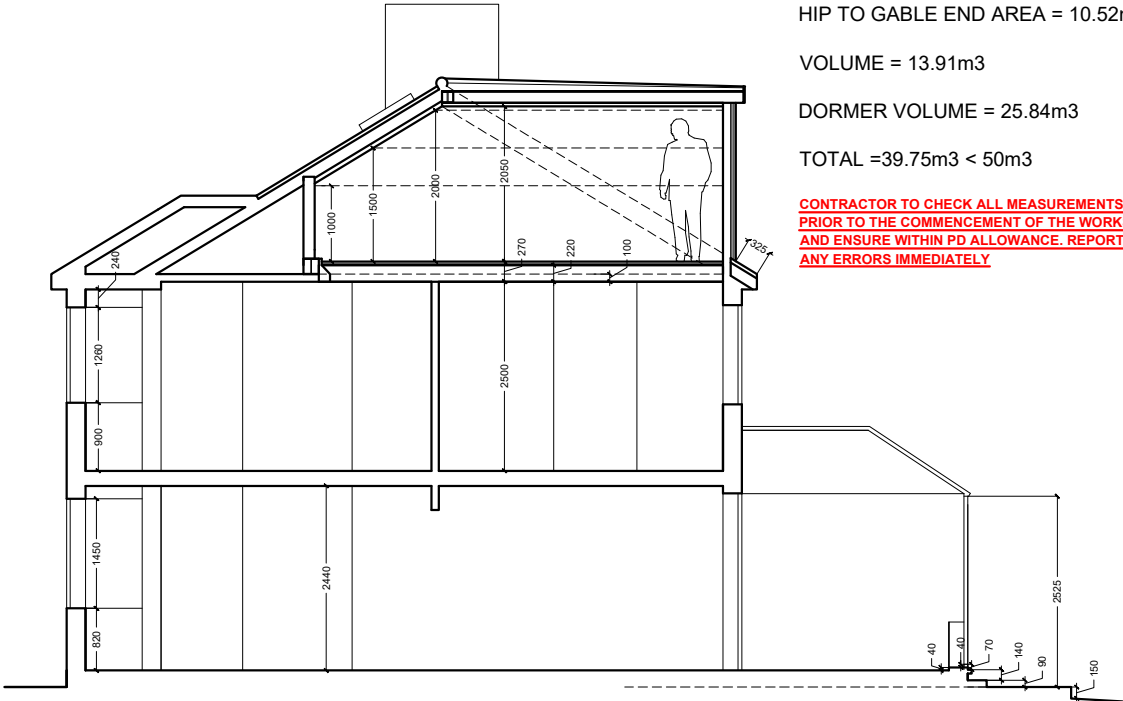 HIP TO GABLE END AREA = 10.52
VOLUME = 13.91m3
DORMER VOLUME = 25.84m3
TOTAL =39.75m3 < 50m3
CONTRACTOR TO CHECK ALL MEASUREMENTS
PRIOR TO THE COMMENCEMENT OF THE WORK
AND ENSURE WITHIN PD ALLOWANCE. REPORT
ANY ERRORS IMMEDIATELY
2050
2000
1500
1000
325
270
220
100
240
1260
2500
900
1450
2440
2525
820
40
40
70
140
90
150